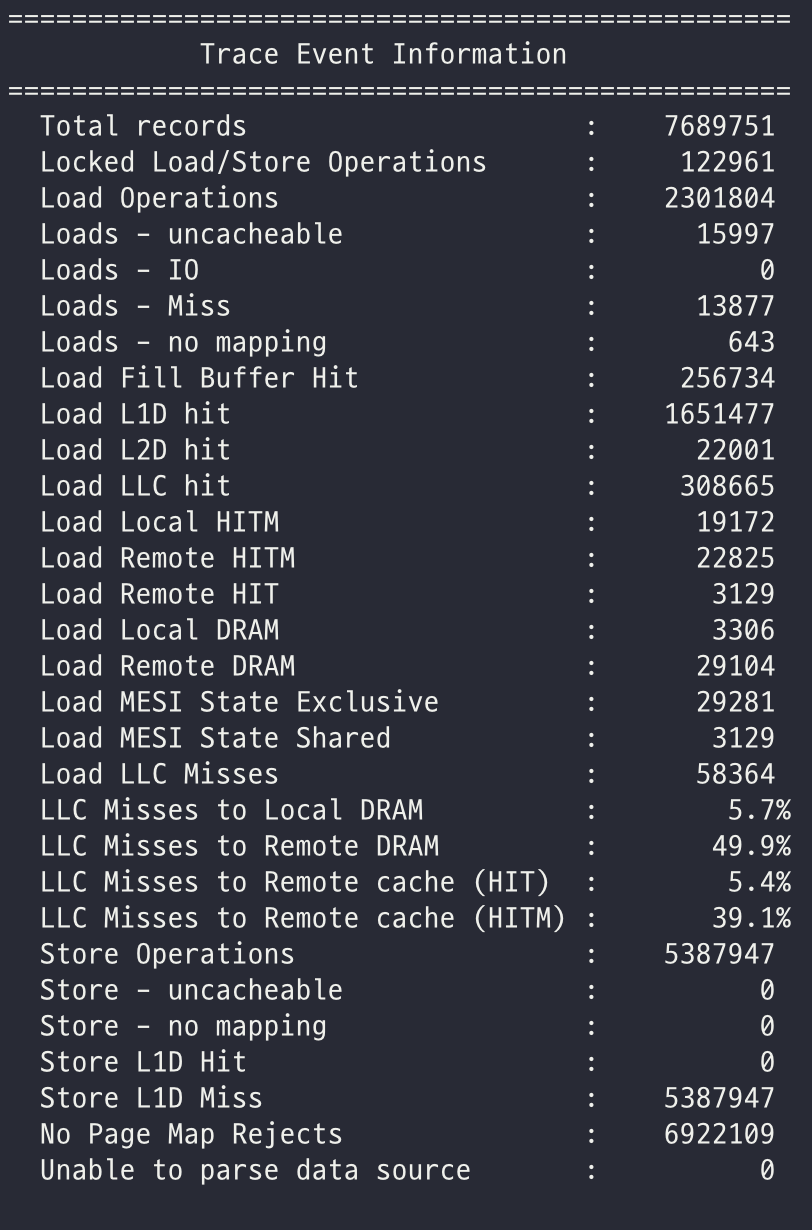 =================================================
            Trace Event Information
=================================================
  Total records                     :    7689751
  Locked Load/Store Operations      :     122961
  Load Operations                   :    2301804
  Loads - uncacheable               :      15997
  Loads - IO                        :          0
  Loads - Miss                      :      13877
  Loads - no mapping                :        643
  Load Fill Buffer Hit              :     256734
  Load L1D hit                      :    1651477
  Load L2D hit                      :      22001
  Load LLC hit                      :     308665
  Load Local HITM                   :      19172
  Load Remote HITM                  :      22825
  Load Remote HIT                   :       3129
  Load Local DRAM                   :       3306
  Load Remote DRAM                  :      29104
  Load MESI State Exclusive         :      29281
  Load MESI State Shared            :       3129
  Load LLC Misses                   :      58364
  LLC Misses to Local DRAM          :        5.7%
  LLC Misses to Remote DRAM         :       49.9%
  LLC Misses to Remote cache (HIT)  :        5.4%
  LLC Misses to Remote cache (HITM) :       39.1%
  Store Operations                  :    5387947
  Store - uncacheable               :          0
  Store - no mapping                :          0
  Store L1D Hit                     :          0
  Store L1D Miss                    :    5387947
  No Page Map Rejects               :    6922109
  Unable to parse data source       :          0